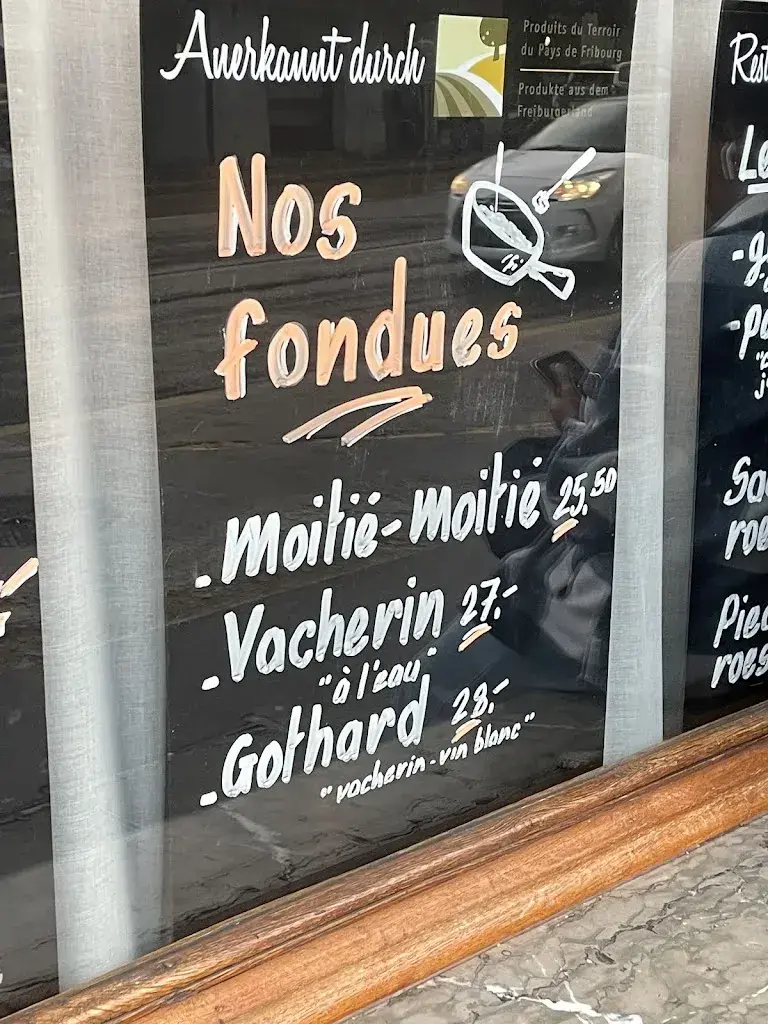 Anerkannt durch
Produits du Terroir
du Pays de Fribourg
Produkte aus dem
Freiburgerland
Nos
fondues
- Moitié-Moitié 25.50
- Vacherin 27.-
"à l'eau"
- Gothard 28.-
"vacherin-vin blanc"